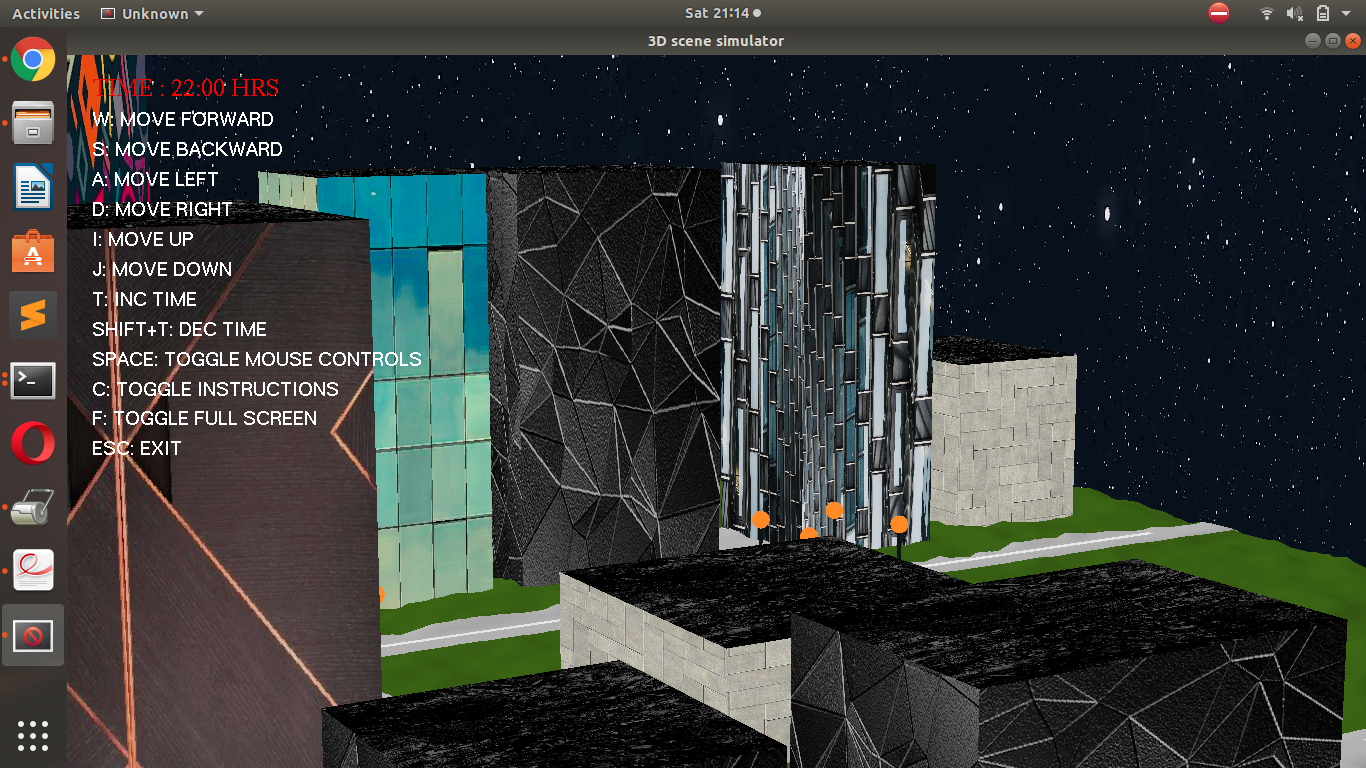 Activities
Unknown
Sat 21:14
3D scene simulator
TIME : 22:00 HRS
W: MOVE FORWARD
S: MOVE BACKWARD
A: MOVE LEFT
D: MOVE RIGHT
I: MOVE UP
J: MOVE DOWN
T: INC TIME
SHIFT+T: DEC TIME
SPACE: TOGGLE MOUSE CONTROLS
C: TOGGLE INSTRUCTIONS
F: TOGGLE FULL SCREEN
ESC: EXIT